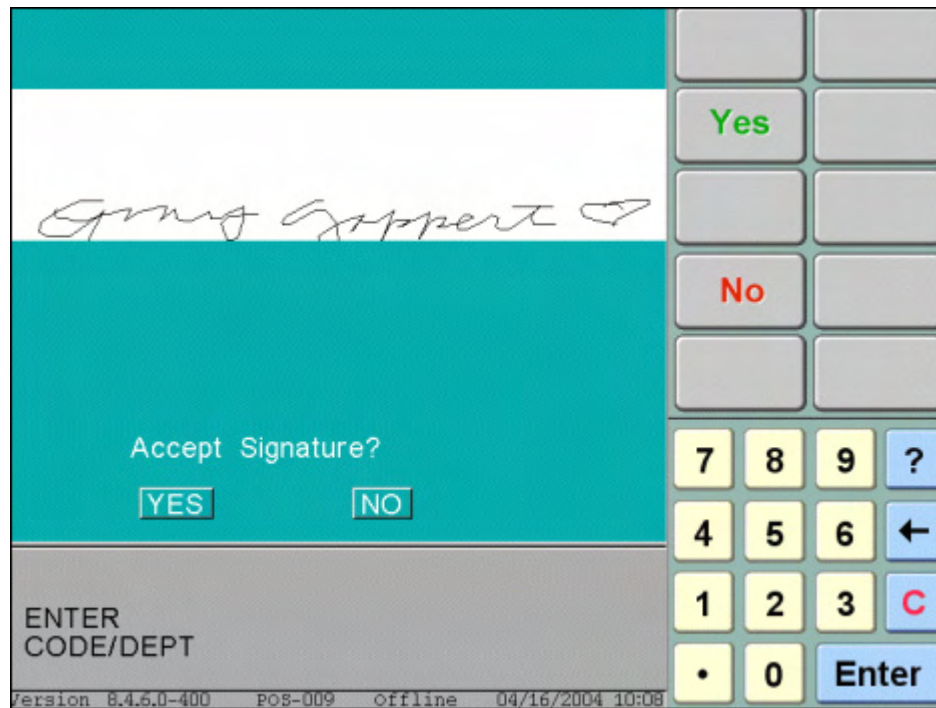 Yes
Goppert
No
Accept Signature?
YES NO
7 8 9 ?
4 5 6 ←
ENTER
CODE/DEPT
1 2 3 C
. 0 Enter
Version 8.4.6.0-400 POS-009 Offline 04/16/2004 10:08